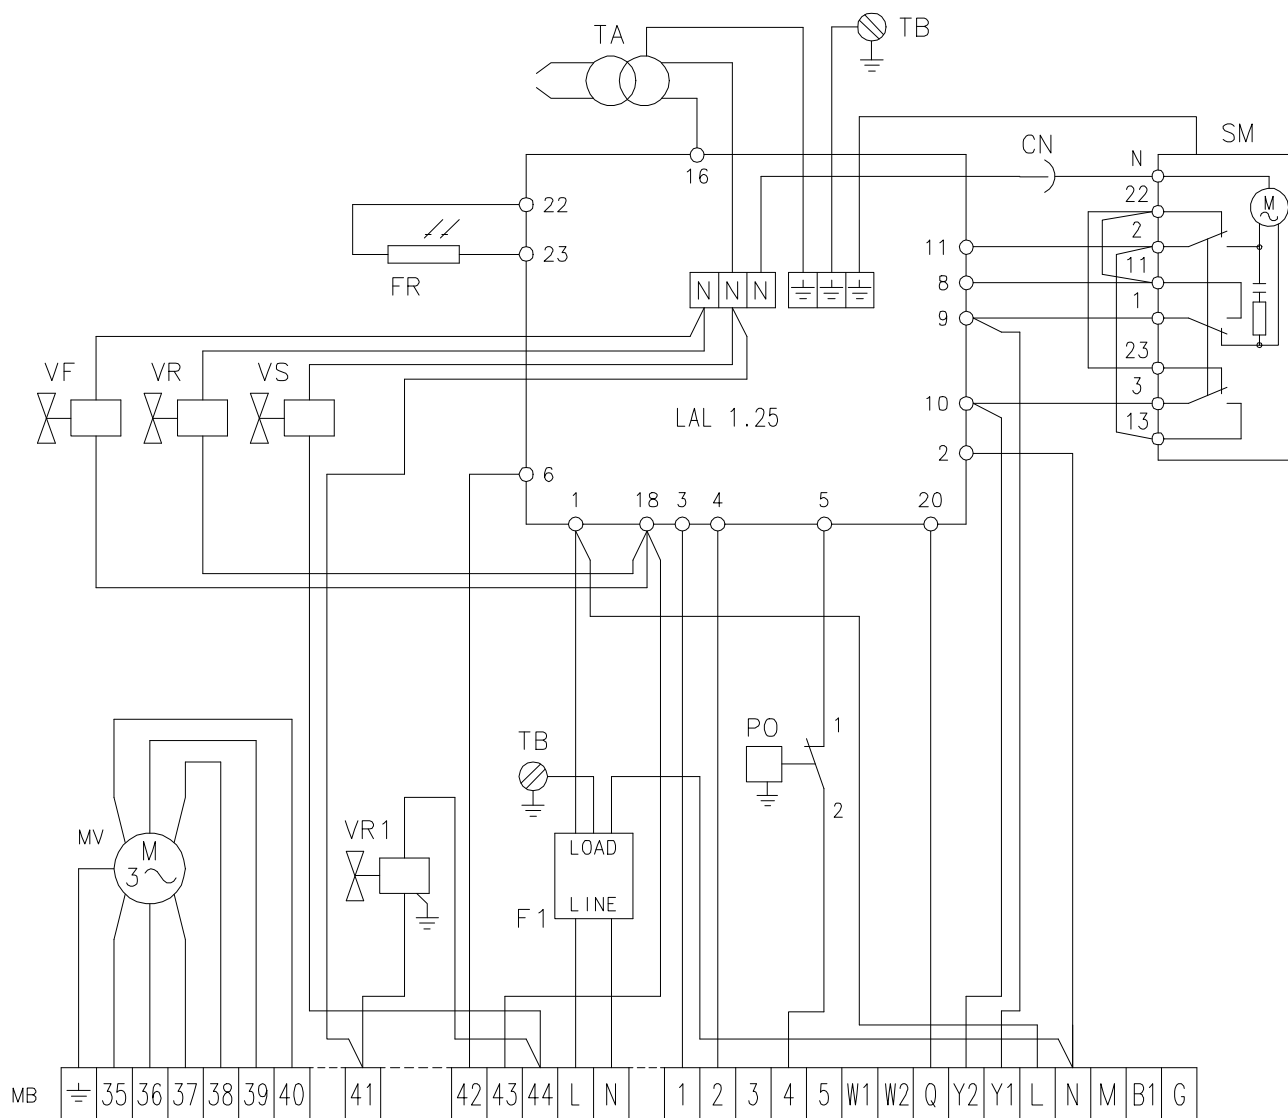 TA
TB
SM
CN
N
16
22
22
M
2
23
11
FR
11
N N N
8
1
9
VF
VR
VS
23
3
10
LAL 1.25
13
2
6
1
18
3
4
5
20
PO
1
TB
2
MV
M
3
VR1
LOAD
LINE
F1
MB
35 36 37 38 39 40 41 42 43 44 L N 1 2 3 4 5 W1 W2 Q Y2 Y1 L N M B1 G